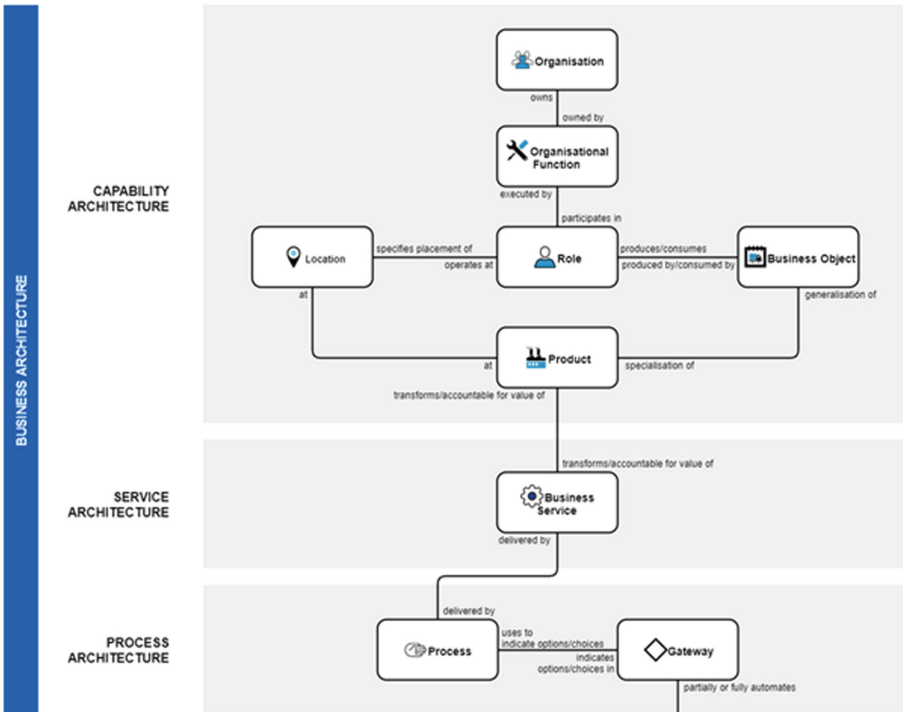 BUSINESS ARCHITECTURE
CAPABILITY
ARCHITECTURE
Organisation
owns
owned by
Organisational
Function
executed by
participates in
Location
specifies placement of
operates at
Role
produces/consumes
produced by/consumed by
Business Object
at
generalisation of
Product
at
specialisation of
transforms/accountable for value of
SERVICE
ARCHITECTURE
transforms/accountable for value of
Business
Service
delivered by
PROCESS
ARCHITECTURE
delivered by
Process
uses to
indicate options/choices
indicates
options/choices in
Gateway
partially or fully automates